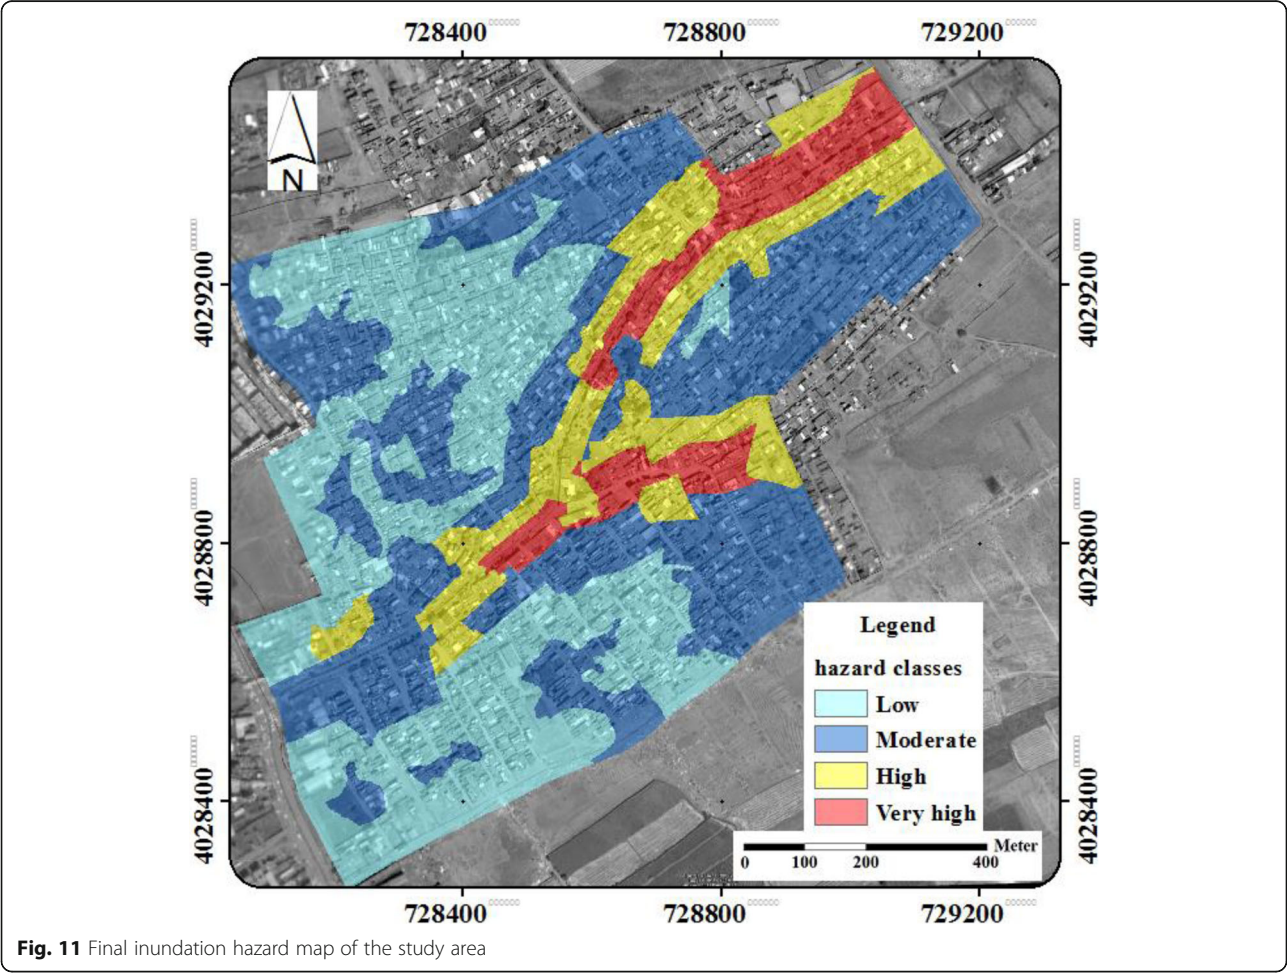 728400 728800 729200
N
4029200 4029200
4028800 4028800
4028400 4028400
Legend
hazard classes
Low
Moderate
High
Very high
Meter
0 100 200 400
728400 728800 729200
Fig. 11 Final inundation hazard map of the study area